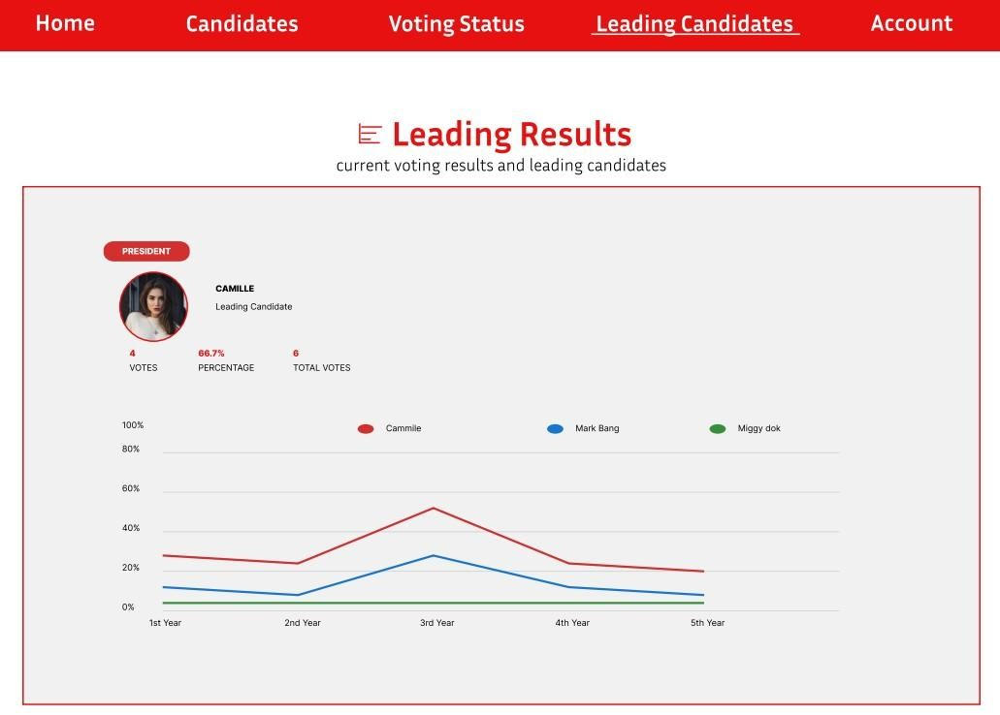 Home Candidates Voting Status Leading Candidates Account
Leading Results
current voting results and leading candidates
PRESIDENT
CAMILLE
Leading Candidate
4 66.7% 6
VOTES PERCENTAGE TOTAL VOTES
100%
Cammile Mark Bang Miggy dok
80%
60%
40%
20%
0%
1st Year 2nd Year 3rd Year 4th Year 5th Year